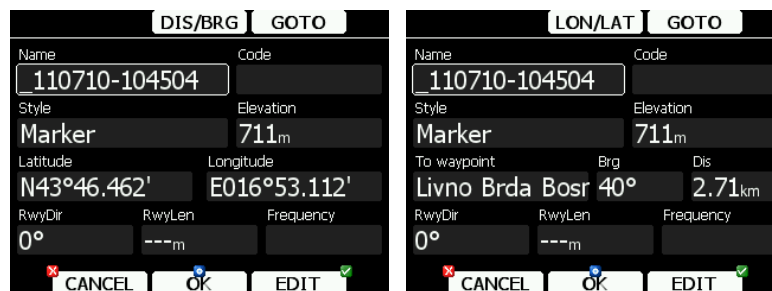 DIS/BRG GOTO
Name Code
_110710-104504
Style Elevation
Marker 711m
Latitude Longitude
N43°46.462' E016°53.112'
RwyDir RwyLen Frequency
0° ---m
CANCEL OK EDIT
LON/LAT GOTO
Name Code
_110710-104504
Style Elevation
Marker 711m
To waypoint Brg Dis
Livno Brda Bosr 40° 2.71km
RwyDir RwyLen Frequency
0° ---m
CANCEL OK EDIT